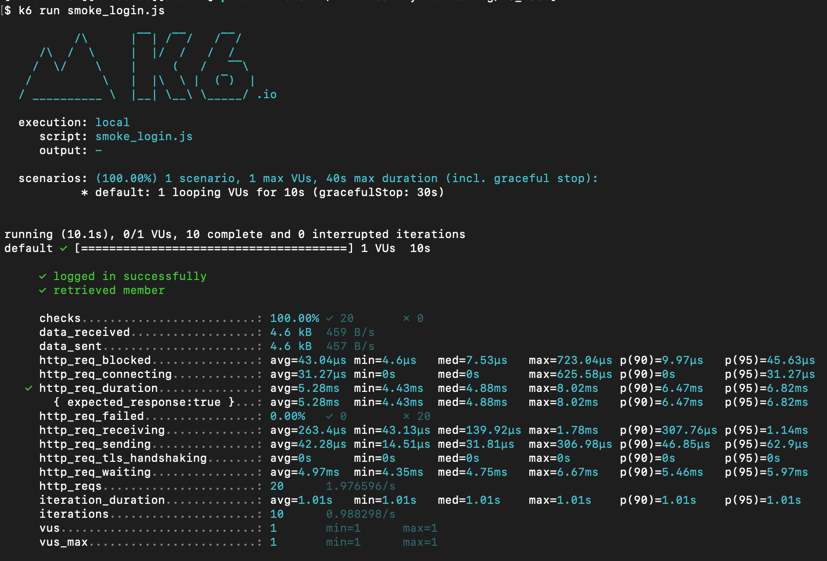 $ k6 run smoke_login.js
.io
execution: local
script: smoke_login.js
output: -
scenarios: (100.00%) 1 scenario, 1 max VUs, 40s max duration (incl. graceful stop):
* default: 1 looping VUs for 10s (gracefulStop: 30s)
running (10.1s), 0/1 VUs, 10 complete and 0 interrupted iterations
default ✓ [======================================] 1 VUs  10s
✓ logged in successfully
✓ retrieved member
checks.........................: 100.00% ✓ 20       ✗ 0
data_received..................: 4.6 kB  459 B/s
data_sent......................: 4.6 kB  457 B/s
http_req_blocked...............: avg=43.04µs min=4.6µs   med=7.53µs   max=723.04µs p(90)=9.97µs   p(95)=45.63µs
http_req_connecting............: avg=31.27µs min=0s      med=0s       max=625.58µs p(90)=0s       p(95)=31.27µs
✓ http_req_duration..............: avg=5.28ms  min=4.43ms  med=4.88ms   max=8.02ms   p(90)=6.47ms   p(95)=6.82ms
{ expected_response:true }...: avg=5.28ms  min=4.43ms  med=4.88ms   max=8.02ms   p(90)=6.47ms   p(95)=6.82ms
http_req_failed................: 0.00%   ✓ 0        ✗ 20
http_req_receiving.............: avg=263.4µs min=43.13µs med=139.92µs max=1.78ms   p(90)=307.76µs p(95)=1.14ms
http_req_sending...............: avg=42.28µs min=14.51µs med=31.81µs  max=306.98µs p(90)=46.85µs  p(95)=62.9µs
http_req_tls_handshaking.......: avg=0s      min=0s      med=0s       max=0s       p(90)=0s       p(95)=0s
http_req_waiting...............: avg=4.97ms  min=4.35ms  med=4.75ms   max=6.67ms   p(90)=5.46ms   p(95)=5.97ms
http_reqs......................: 20      1.976596/s
iteration_duration.............: avg=1.01s   min=1.01s   med=1.01s    max=1.01s    p(90)=1.01s    p(95)=1.01s
iterations.....................: 10      0.988298/s
vus............................: 1       min=1      max=1
vus_max........................: 1       min=1      max=1